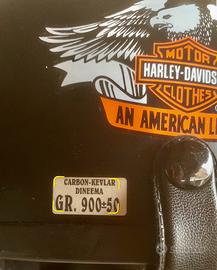 MOTOR
HARLEY-DAVIDS
CLOTHES
AN AMERICAN L
CARBON-KEVLAR
DINEEMA
GR. 900±50